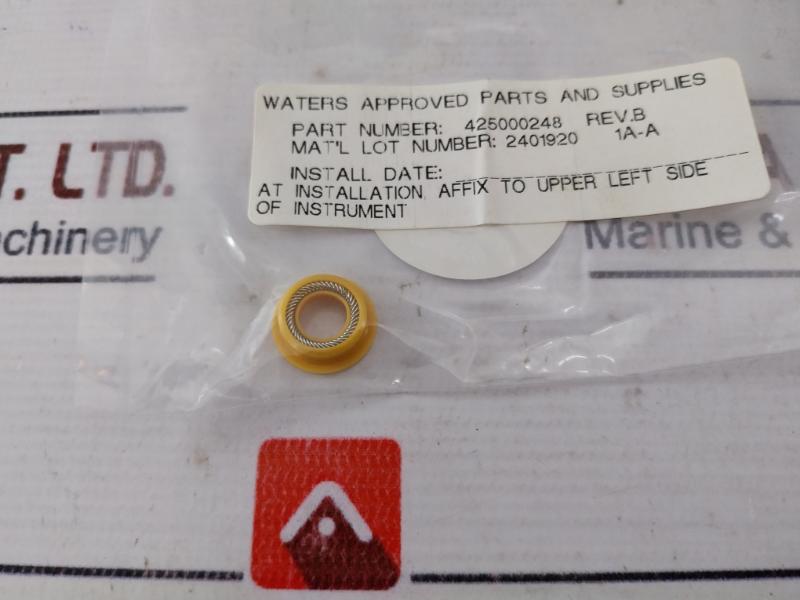 WATERS APPROVED PARTS AND SUPPLIES
PART NUMBER: 425000248 REV.B
MAT'L LOT NUMBER: 2401920 1A-A
INSTALL DATE:
AT INSTALLATION, AFFIX TO UPPER LEFT SIDE
OF INSTRUMENT
T. LTD.
achinery
Marine &